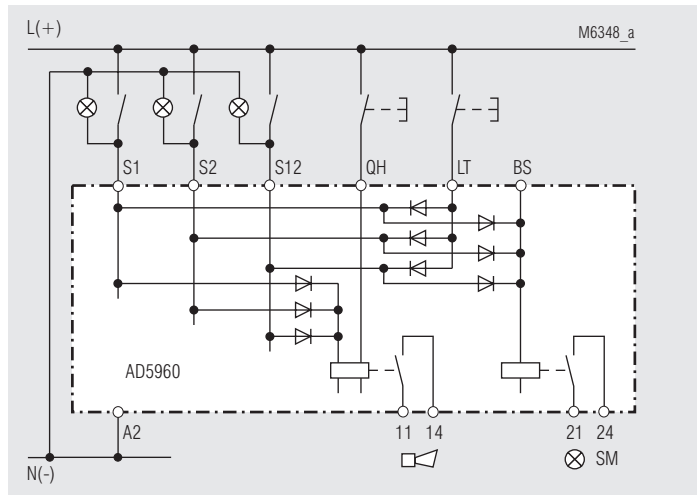 L(+)
M6348_a
S1 S2 S12 QH LT BS
AD5960
A2 11 14 21 24
SM
N(-)